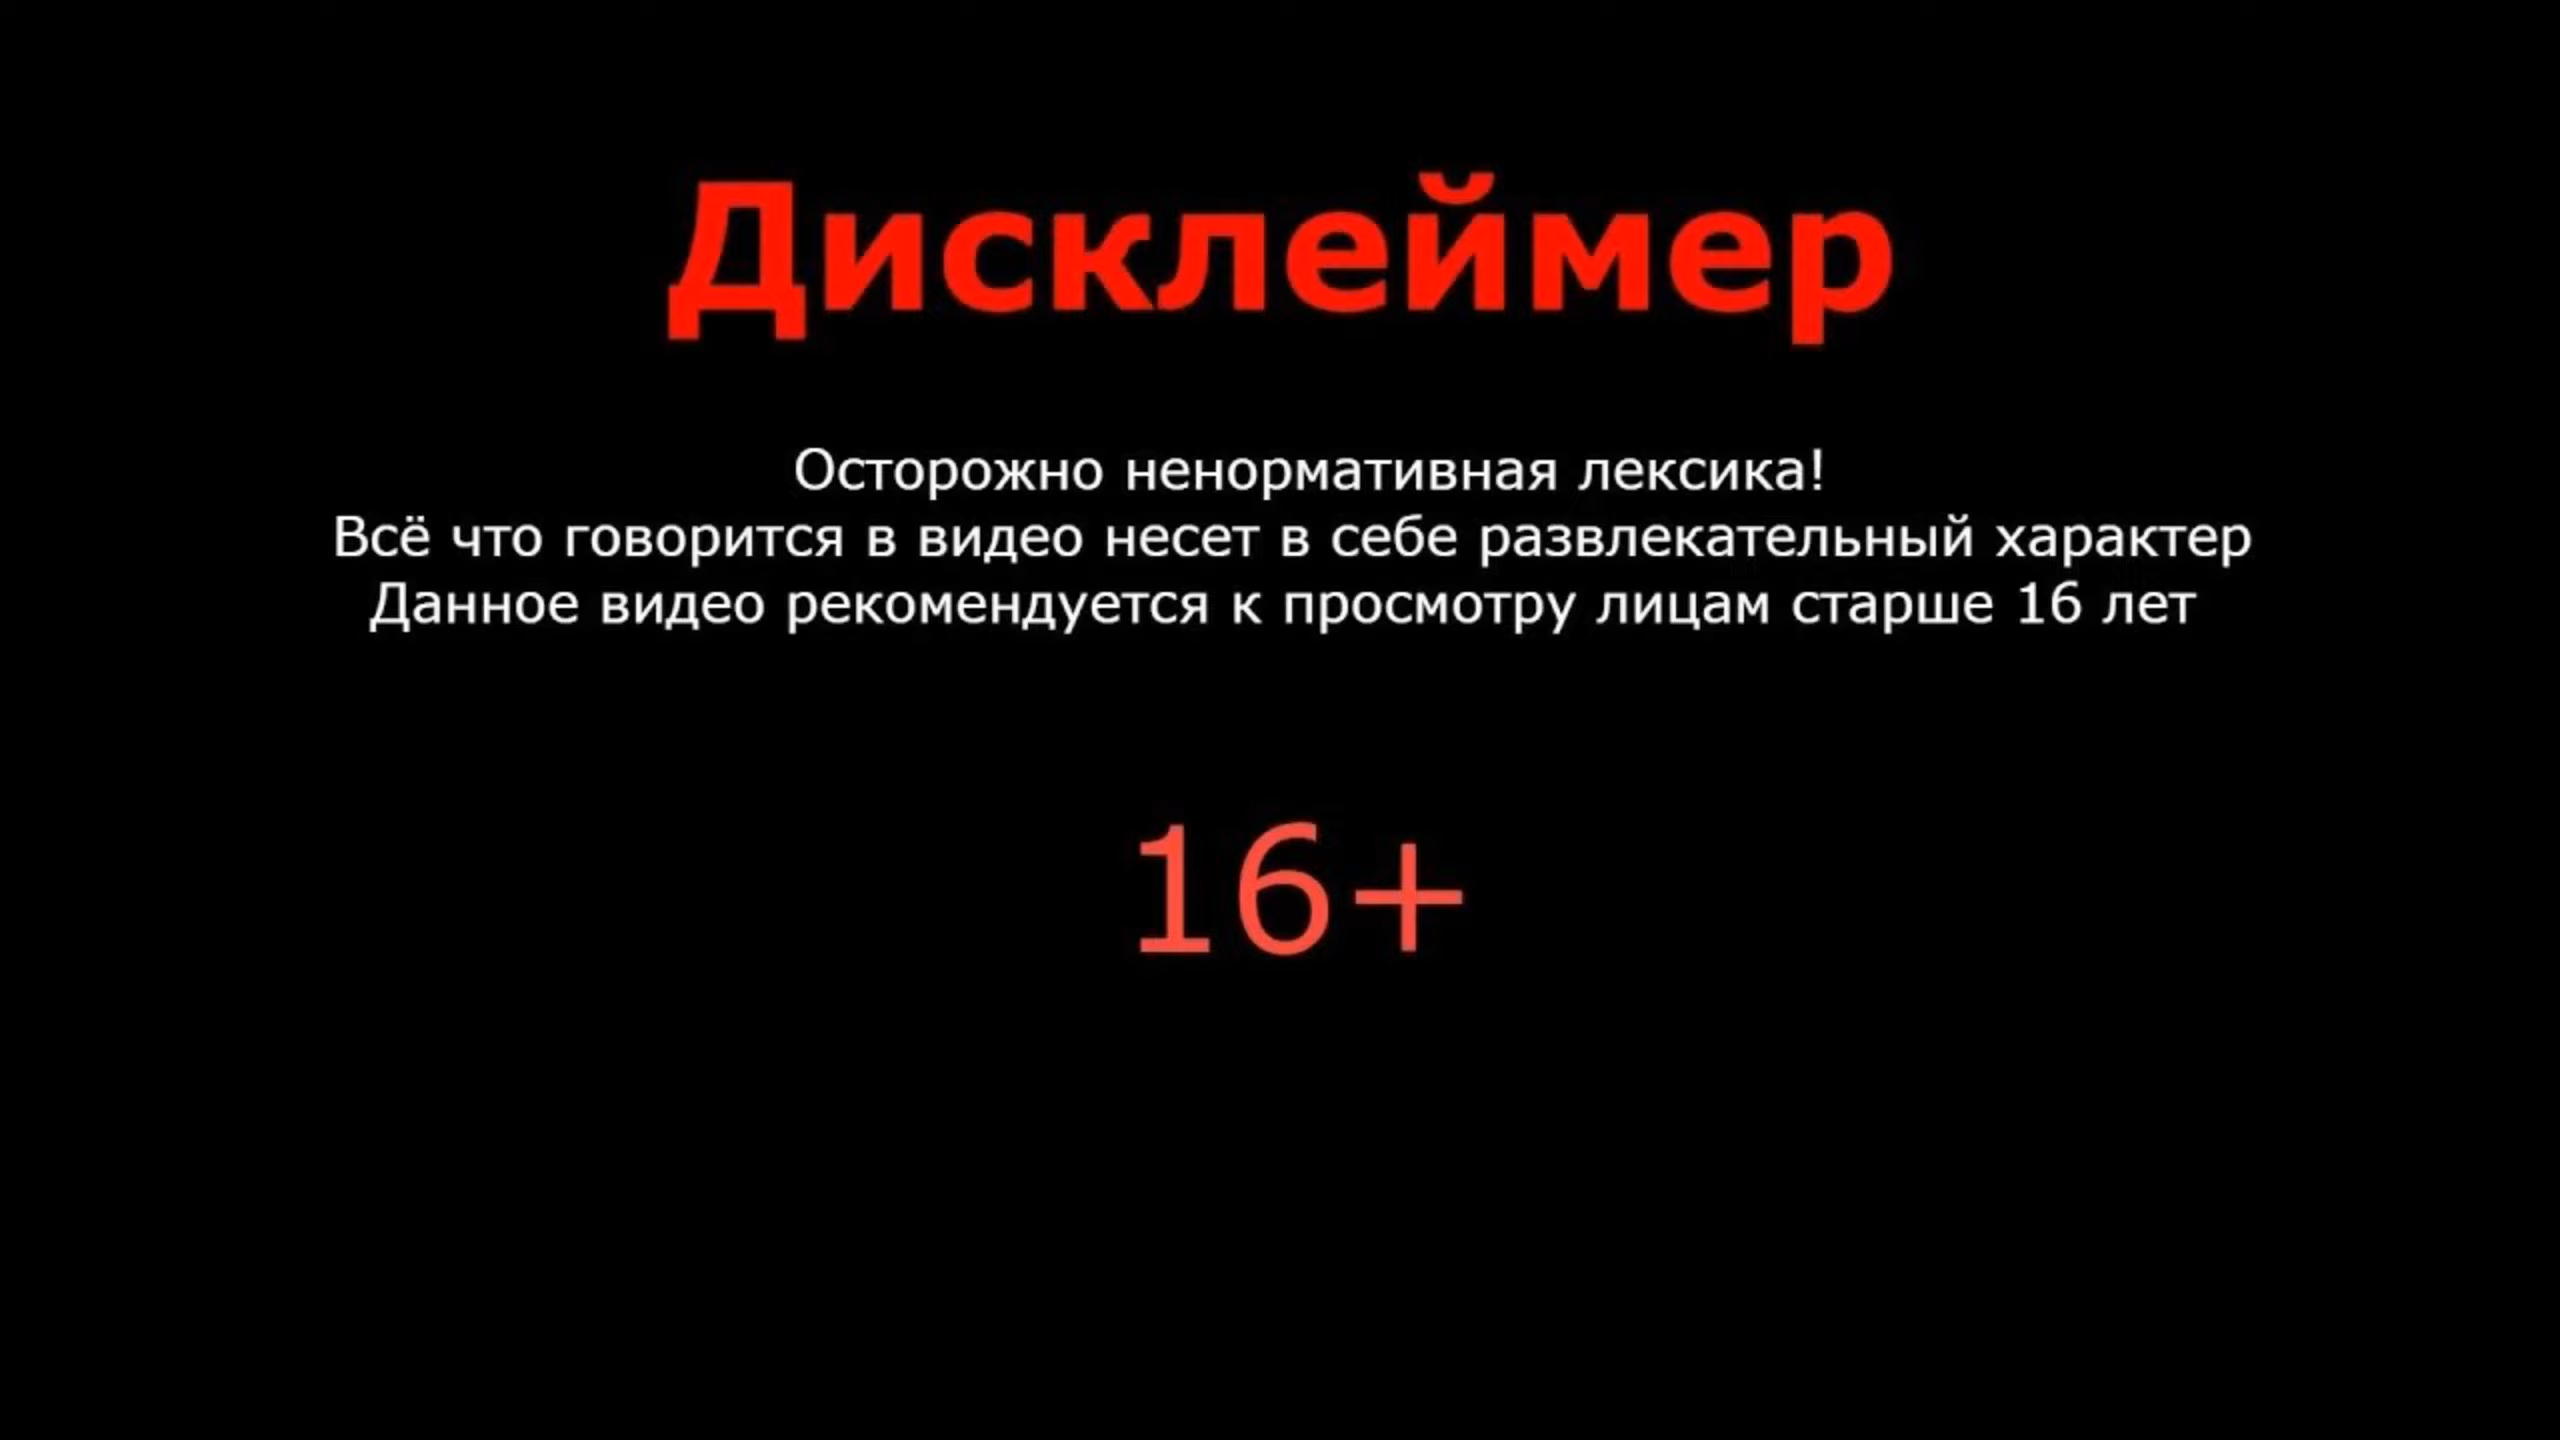 Дисклеймер
Осторожно ненормативная лексика!
Всё что говорится в видео несет в себе развлекательный характер
Данное видео рекомендуется к просмотру лицам старше 16 лет
16+